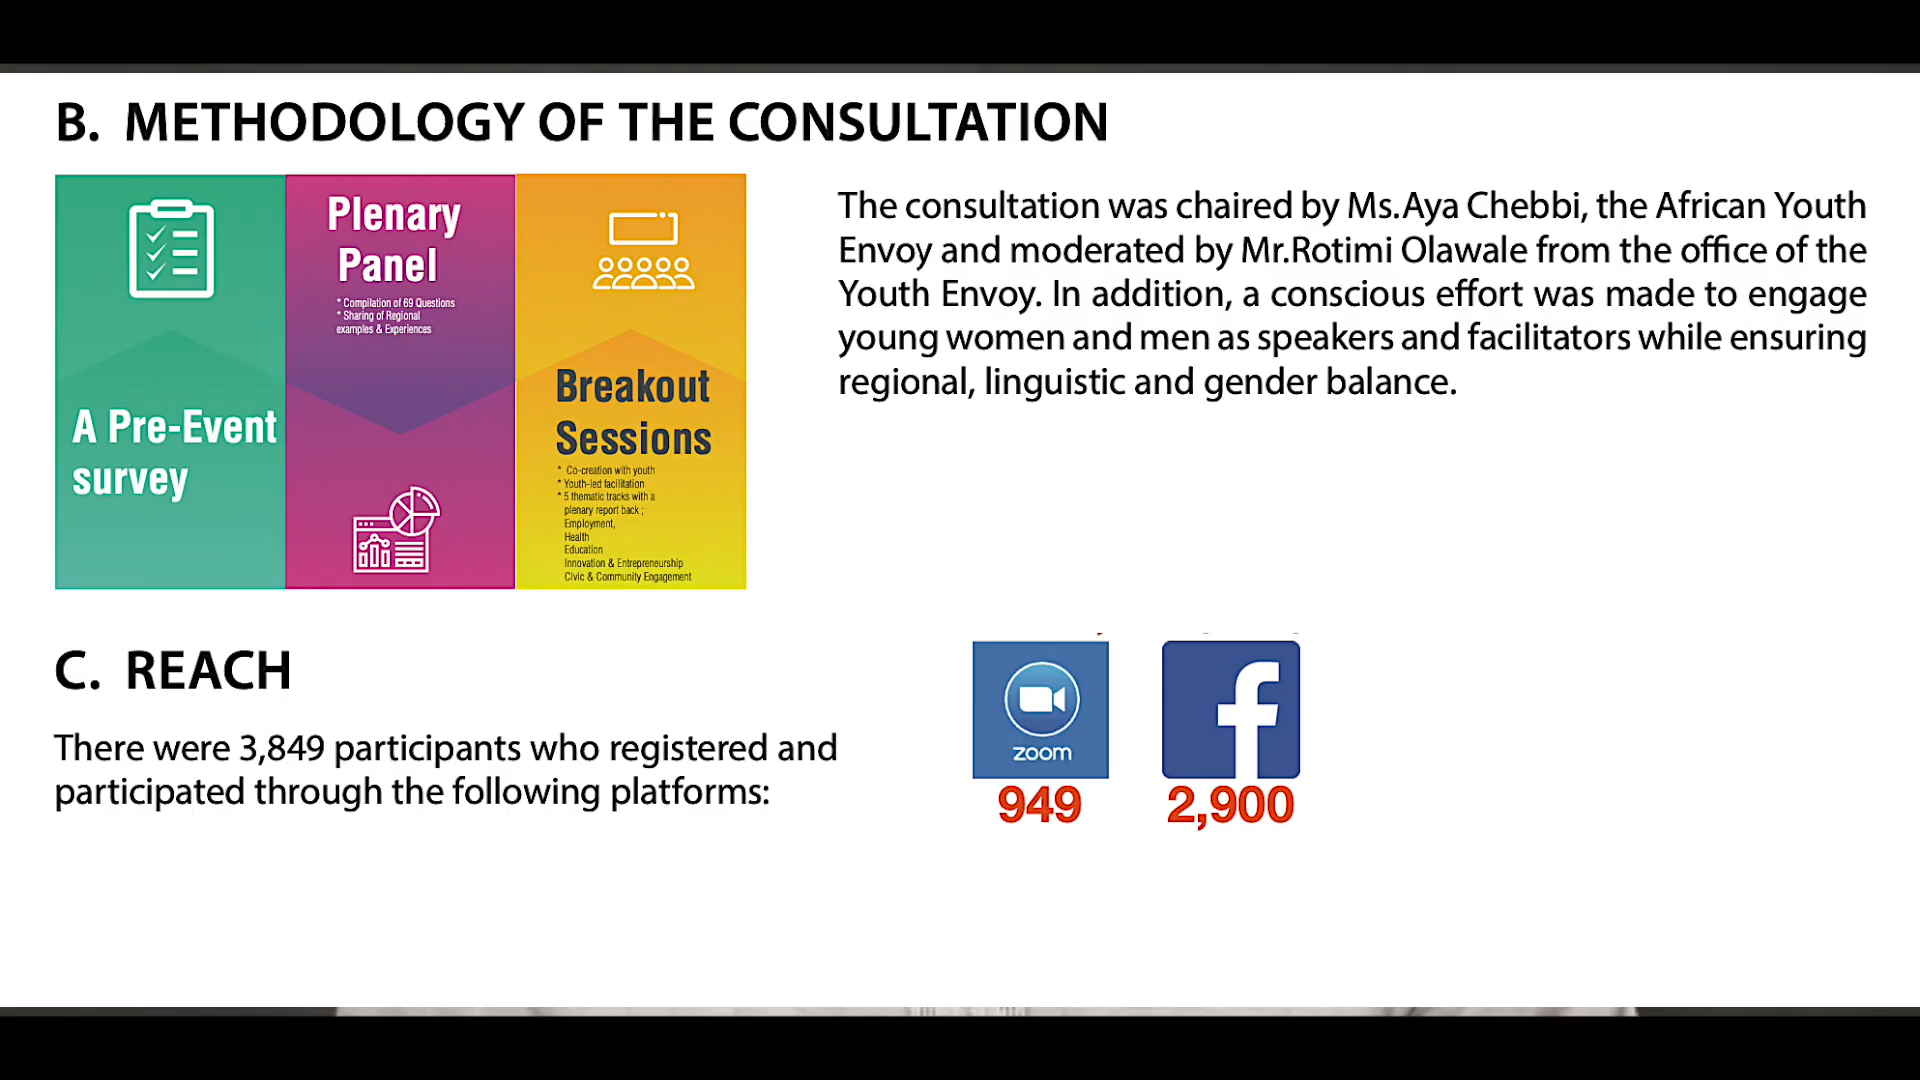 B. METHODOLOGY OF THE CONSULTATION
A Pre-Event
survey
Plenary
Panel
* Compilation of 69 Questions
* Sharing of Regional
examples & Experiences
Breakout
Sessions
* Co-creation with youth
* Youth-led facilitation
* 5 thematic tracks with a
plenary report back ;
Employment,
Health
Education
Innovation & Entrepreneurship
Civic & Community Engagement
The consultation was chaired by Ms.Aya Chebbi, the African Youth
Envoy and moderated by Mr.Rotimi Olawale from the office of the
Youth Envoy. In addition, a conscious effort was made to engage
young women and men as speakers and facilitators while ensuring
regional, linguistic and gender balance.
C. REACH
There were 3,849 participants who registered and
participated through the following platforms:
zoom
949
f
2,900